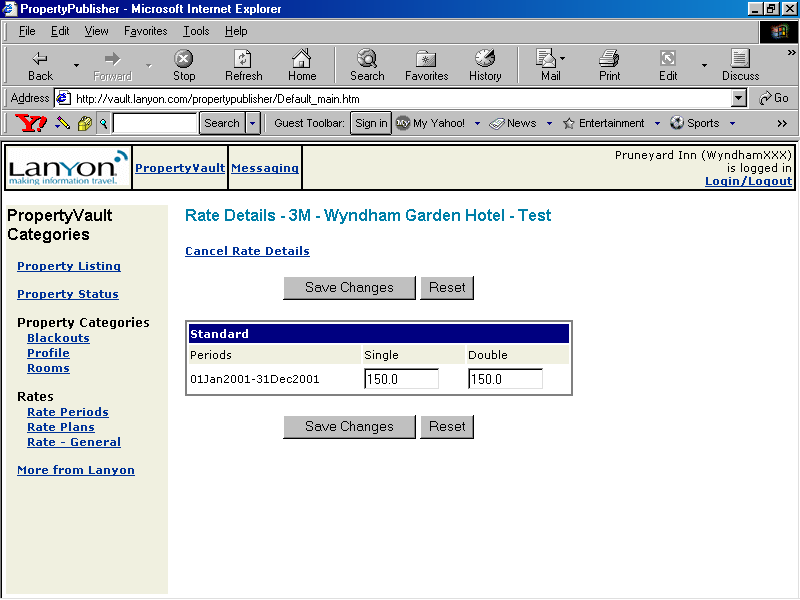 PropertyPublisher - Microsoft Internet Explorer
File Edit View Favorites Tools Help
Back Forward Stop Refresh Home Search Favorites History Mail Print Edit Discuss
Address http://vault.lanyon.com/propertypublisher/Default_main.htm Go
Y! Search Guest Toolbar: Sign in My My Yahoo! News Entertainment Sports
LANYON.
making information travel.
PropertyVault Messaging
Pruneyard Inn (WyndhamXXX)
is logged in
Login/Logout
PropertyVault
Categories
Property Listing
Property Status
Property Categories
Blackouts
Profile
Rooms
Rates
Rate Periods
Rate Plans
Rate - General
More from Lanyon
Rate Details - 3M - Wyndham Garden Hotel - Test
Cancel Rate Details
Save Changes Reset
Standard
Periods Single Double
01Jan2001-31Dec2001 150.0 150.0
Save Changes Reset